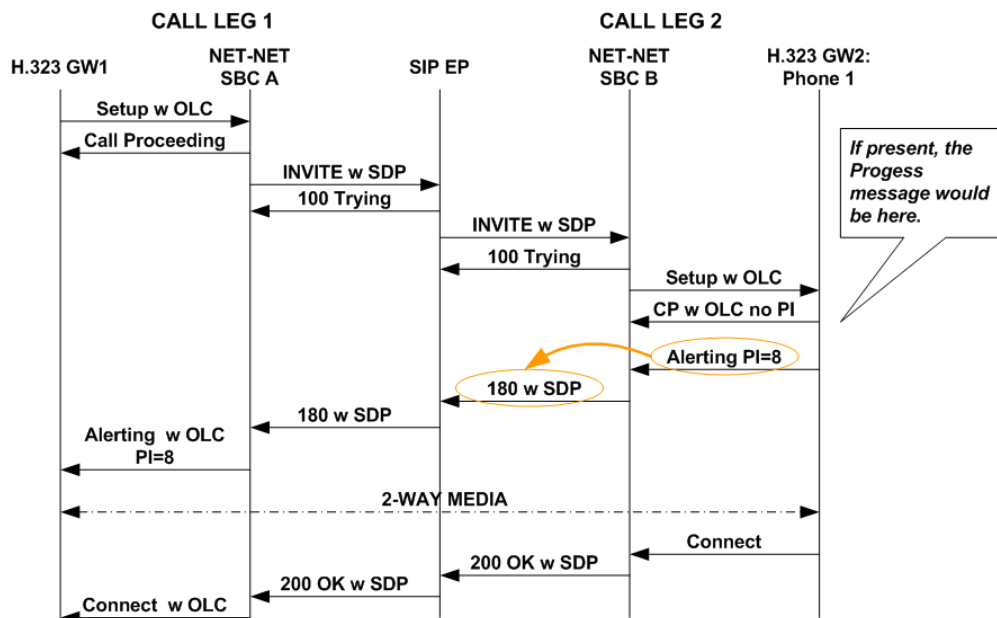 CALL LEG 1
CALL LEG 2
H.323 GW1
NET-NET
SBC A
SIP EP
NET-NET
SBC B
H.323 GW2:
Phone 1
Setup w OLC
Call Proceeding
If present, the
Progess
message would
be here.
INVITE w SDP
100 Trying
INVITE w SDP
100 Trying
Setup w OLC
CP w OLC no PI
Alerting PI=8
180 w SDP
180 w SDP
Alerting w OLC
PI=8
2-WAY MEDIA
Connect
200 OK w SDP
200 OK w SDP
Connect w OLC